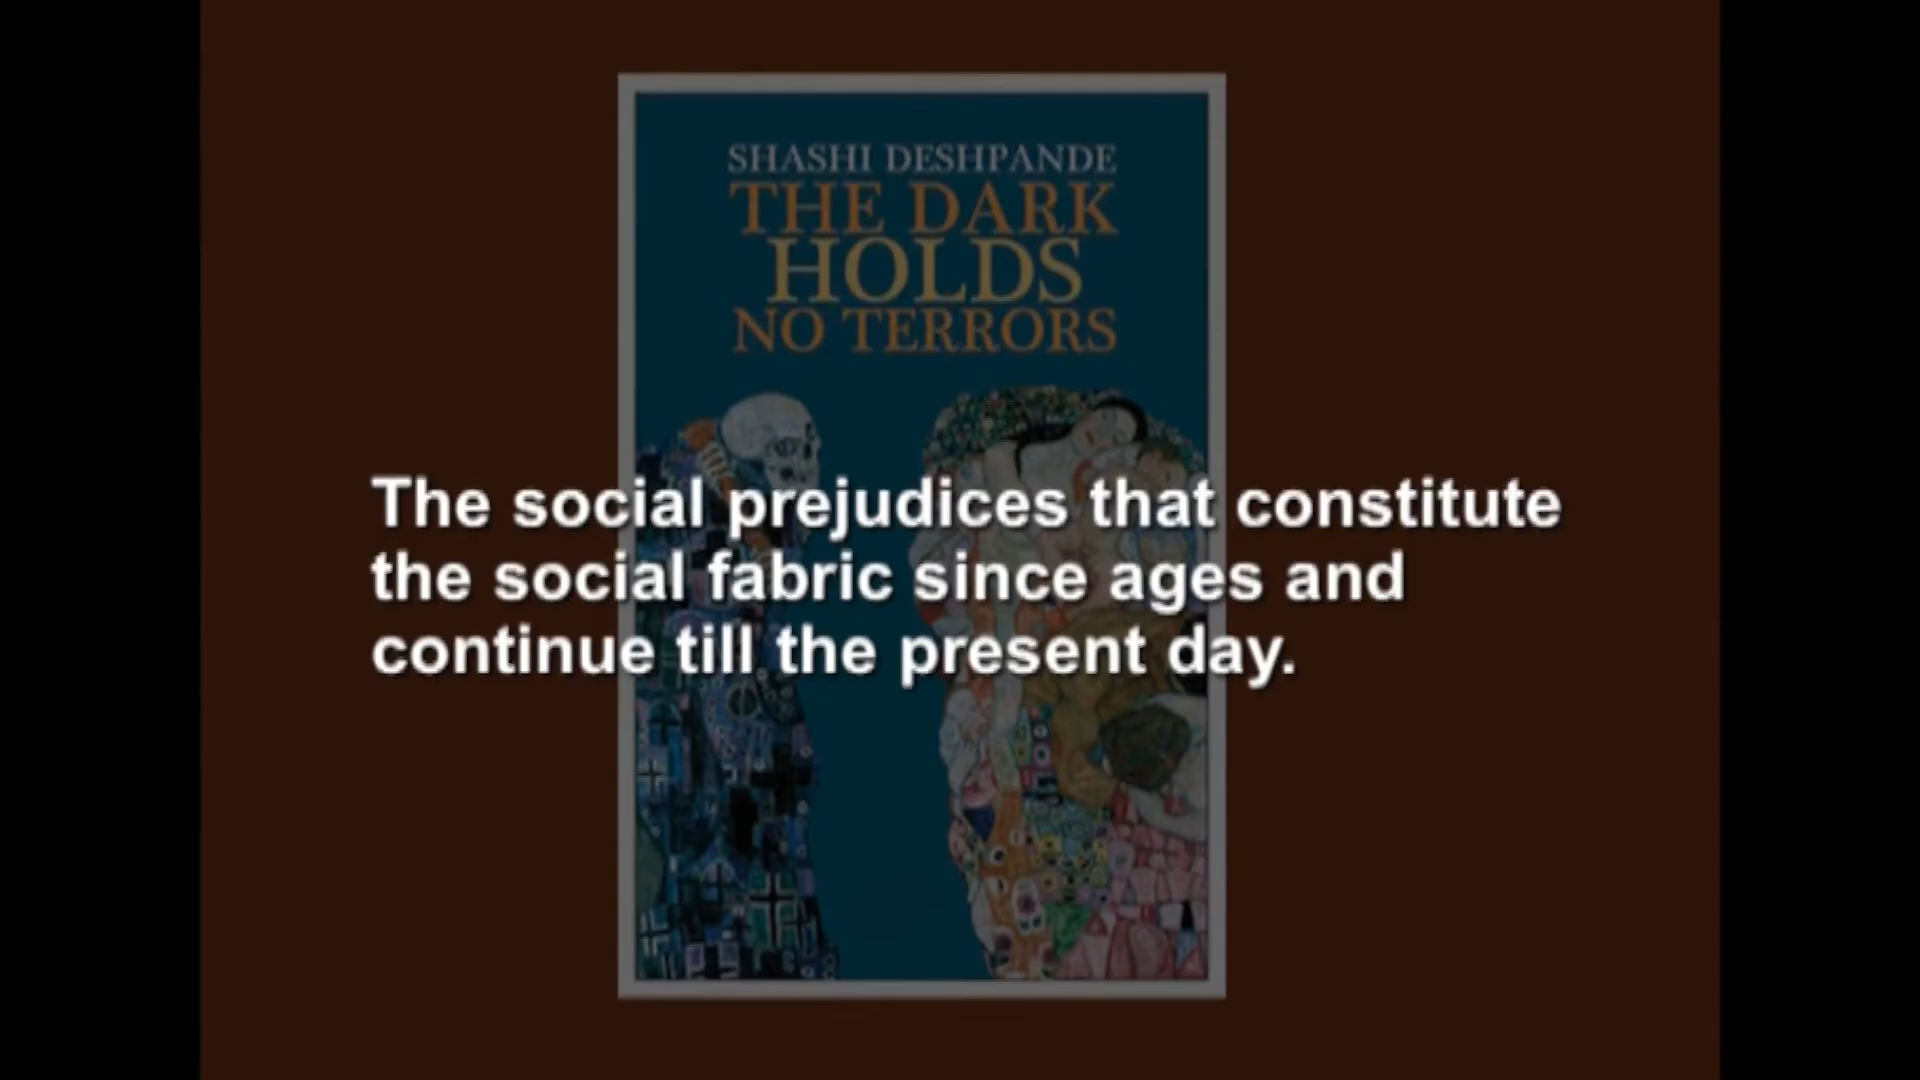 SHASHI DESHPANDE
THE DARK
HOLDS
NO TERRORS
The social prejudices that constitute
the social fabric since ages and
continue till the present day.